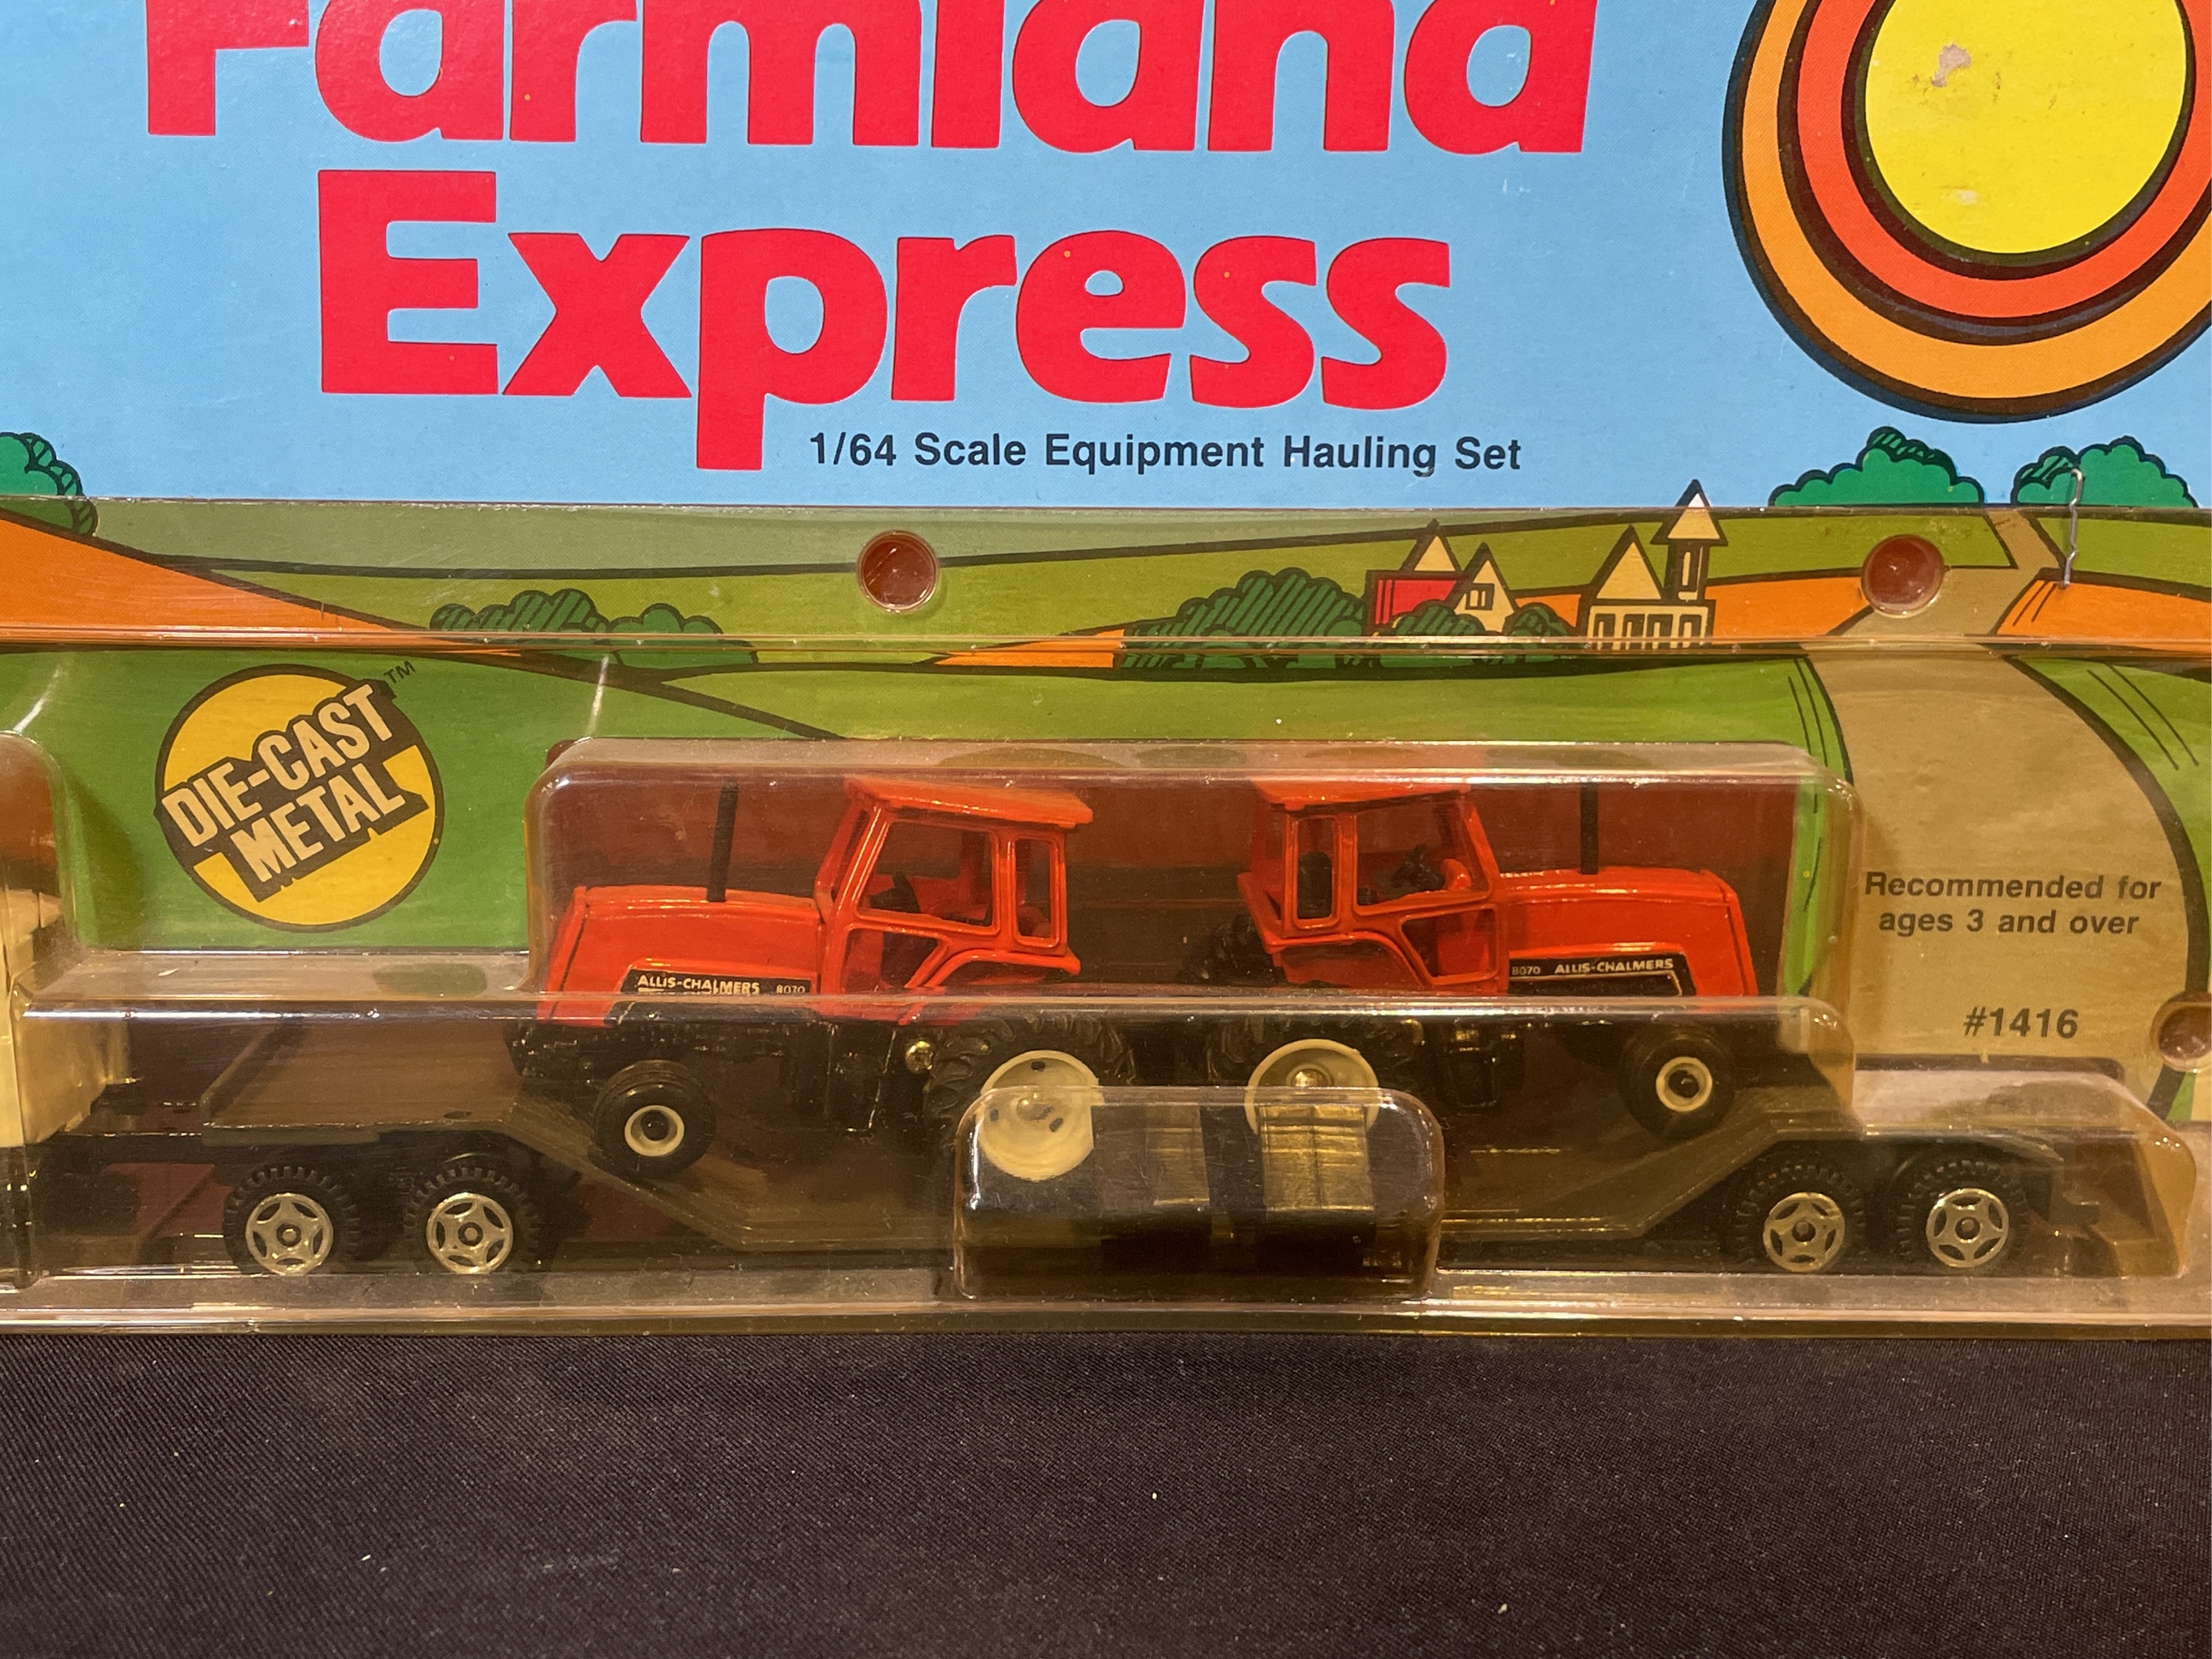 Farmland
Express
1/64 Scale Equipment Hauling Set
DIE-CAST™
METAL
Recommended for
ages 3 and over
#1416
ALLIS-CHALMERS 8070
8070 ALLIS-CHALMERS